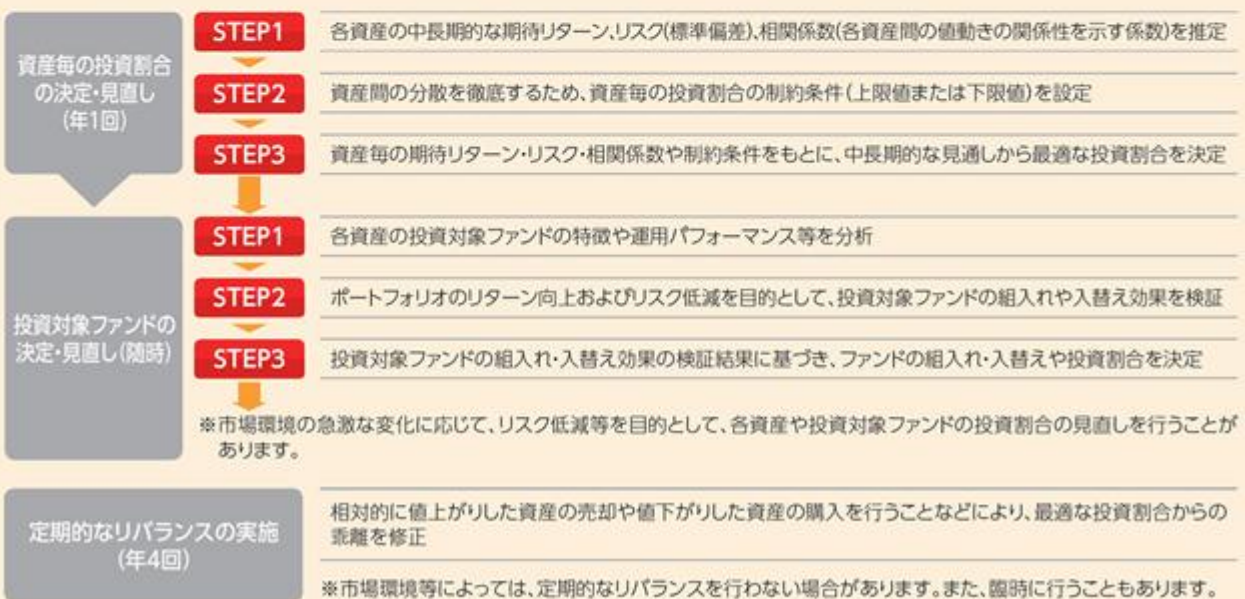 資産毎の投資割合
の決定・見直し
(年1回)
STEP1
各資産の中長期的な期待リターン、リスク(標準偏差)、相関係数(各資産間の値動きの関係性を示す係数)を推定
STEP2
資産間の分散を徹底するため、資産毎の投資割合の制約条件(上限値または下限値)を設定
STEP3
資産毎の期待リターン・リスク・相関係数や制約条件をもとに、中長期的な見通しから最適な投資割合を決定
投資対象ファンドの
決定・見直し(随時)
STEP1
各資産の投資対象ファンドの特徴や運用パフォーマンス等を分析
STEP2
ポートフォリオのリターン向上およびリスク低減を目的として、投資対象ファンドの組入れや入替え効果を検証
STEP3
投資対象ファンドの組入れ・入替え効果の検証結果に基づき、ファンドの組入れ・入替えや投資割合を決定
※市場環境の急激な変化に応じて、リスク低減等を目的として、各資産や投資対象ファンドの投資割合の見直しを行うことが
あります。
定期的なリバランスの実施
(年4回)
相対的に値上がりした資産の売却や値下がりした資産の購入を行うことなどにより、最適な投資割合からの
乖離を修正
※市場環境等によっては、定期的なリバランスを行わない場合があります。また、臨時に行うこともあります。